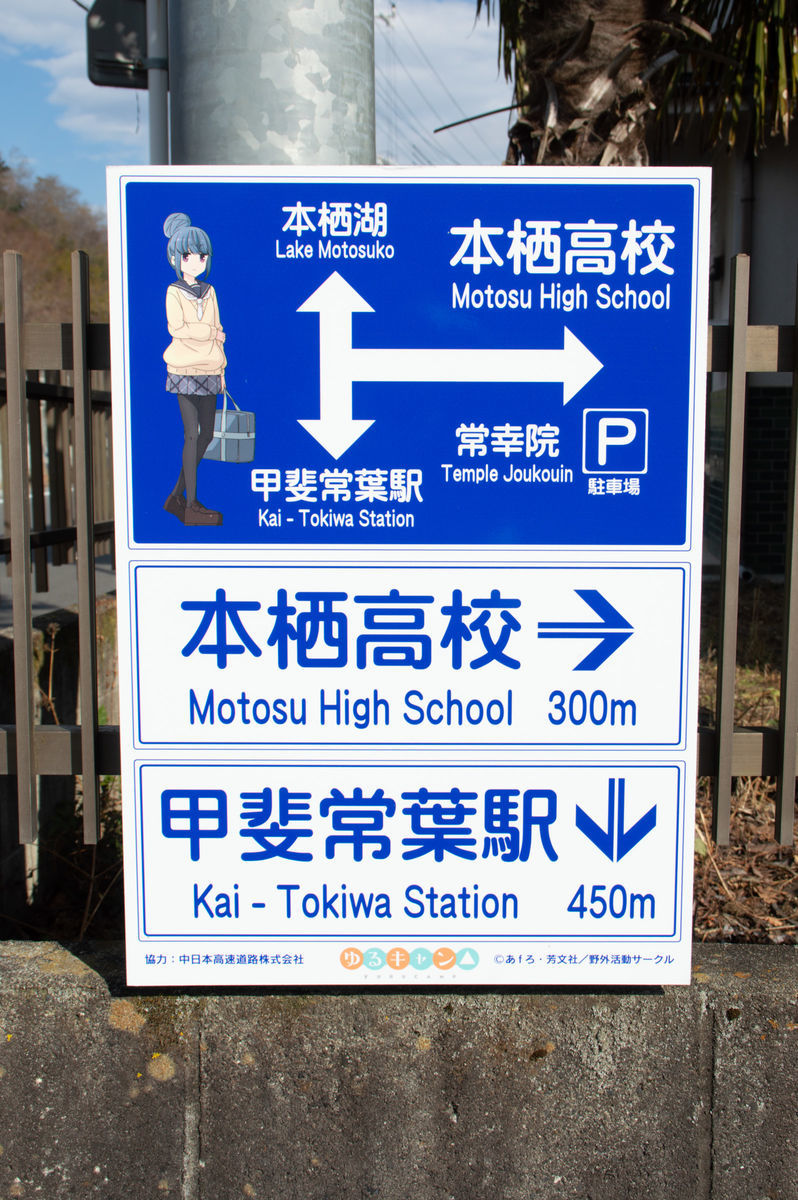 本栖湖
Lake Motosuko
本栖高校
Motosu High School
常幸院
Temple Joukouin
P
駐車場
甲斐常葉駅
Kai - Tokiwa Station
本栖高校
Motosu High School 300m
甲斐常葉駅
Kai - Tokiwa Station 450m
協力：中日本高速道路株式会社
ゆるキャン△
YURUCAMP
©あfろ・芳文社／野外活動サークル